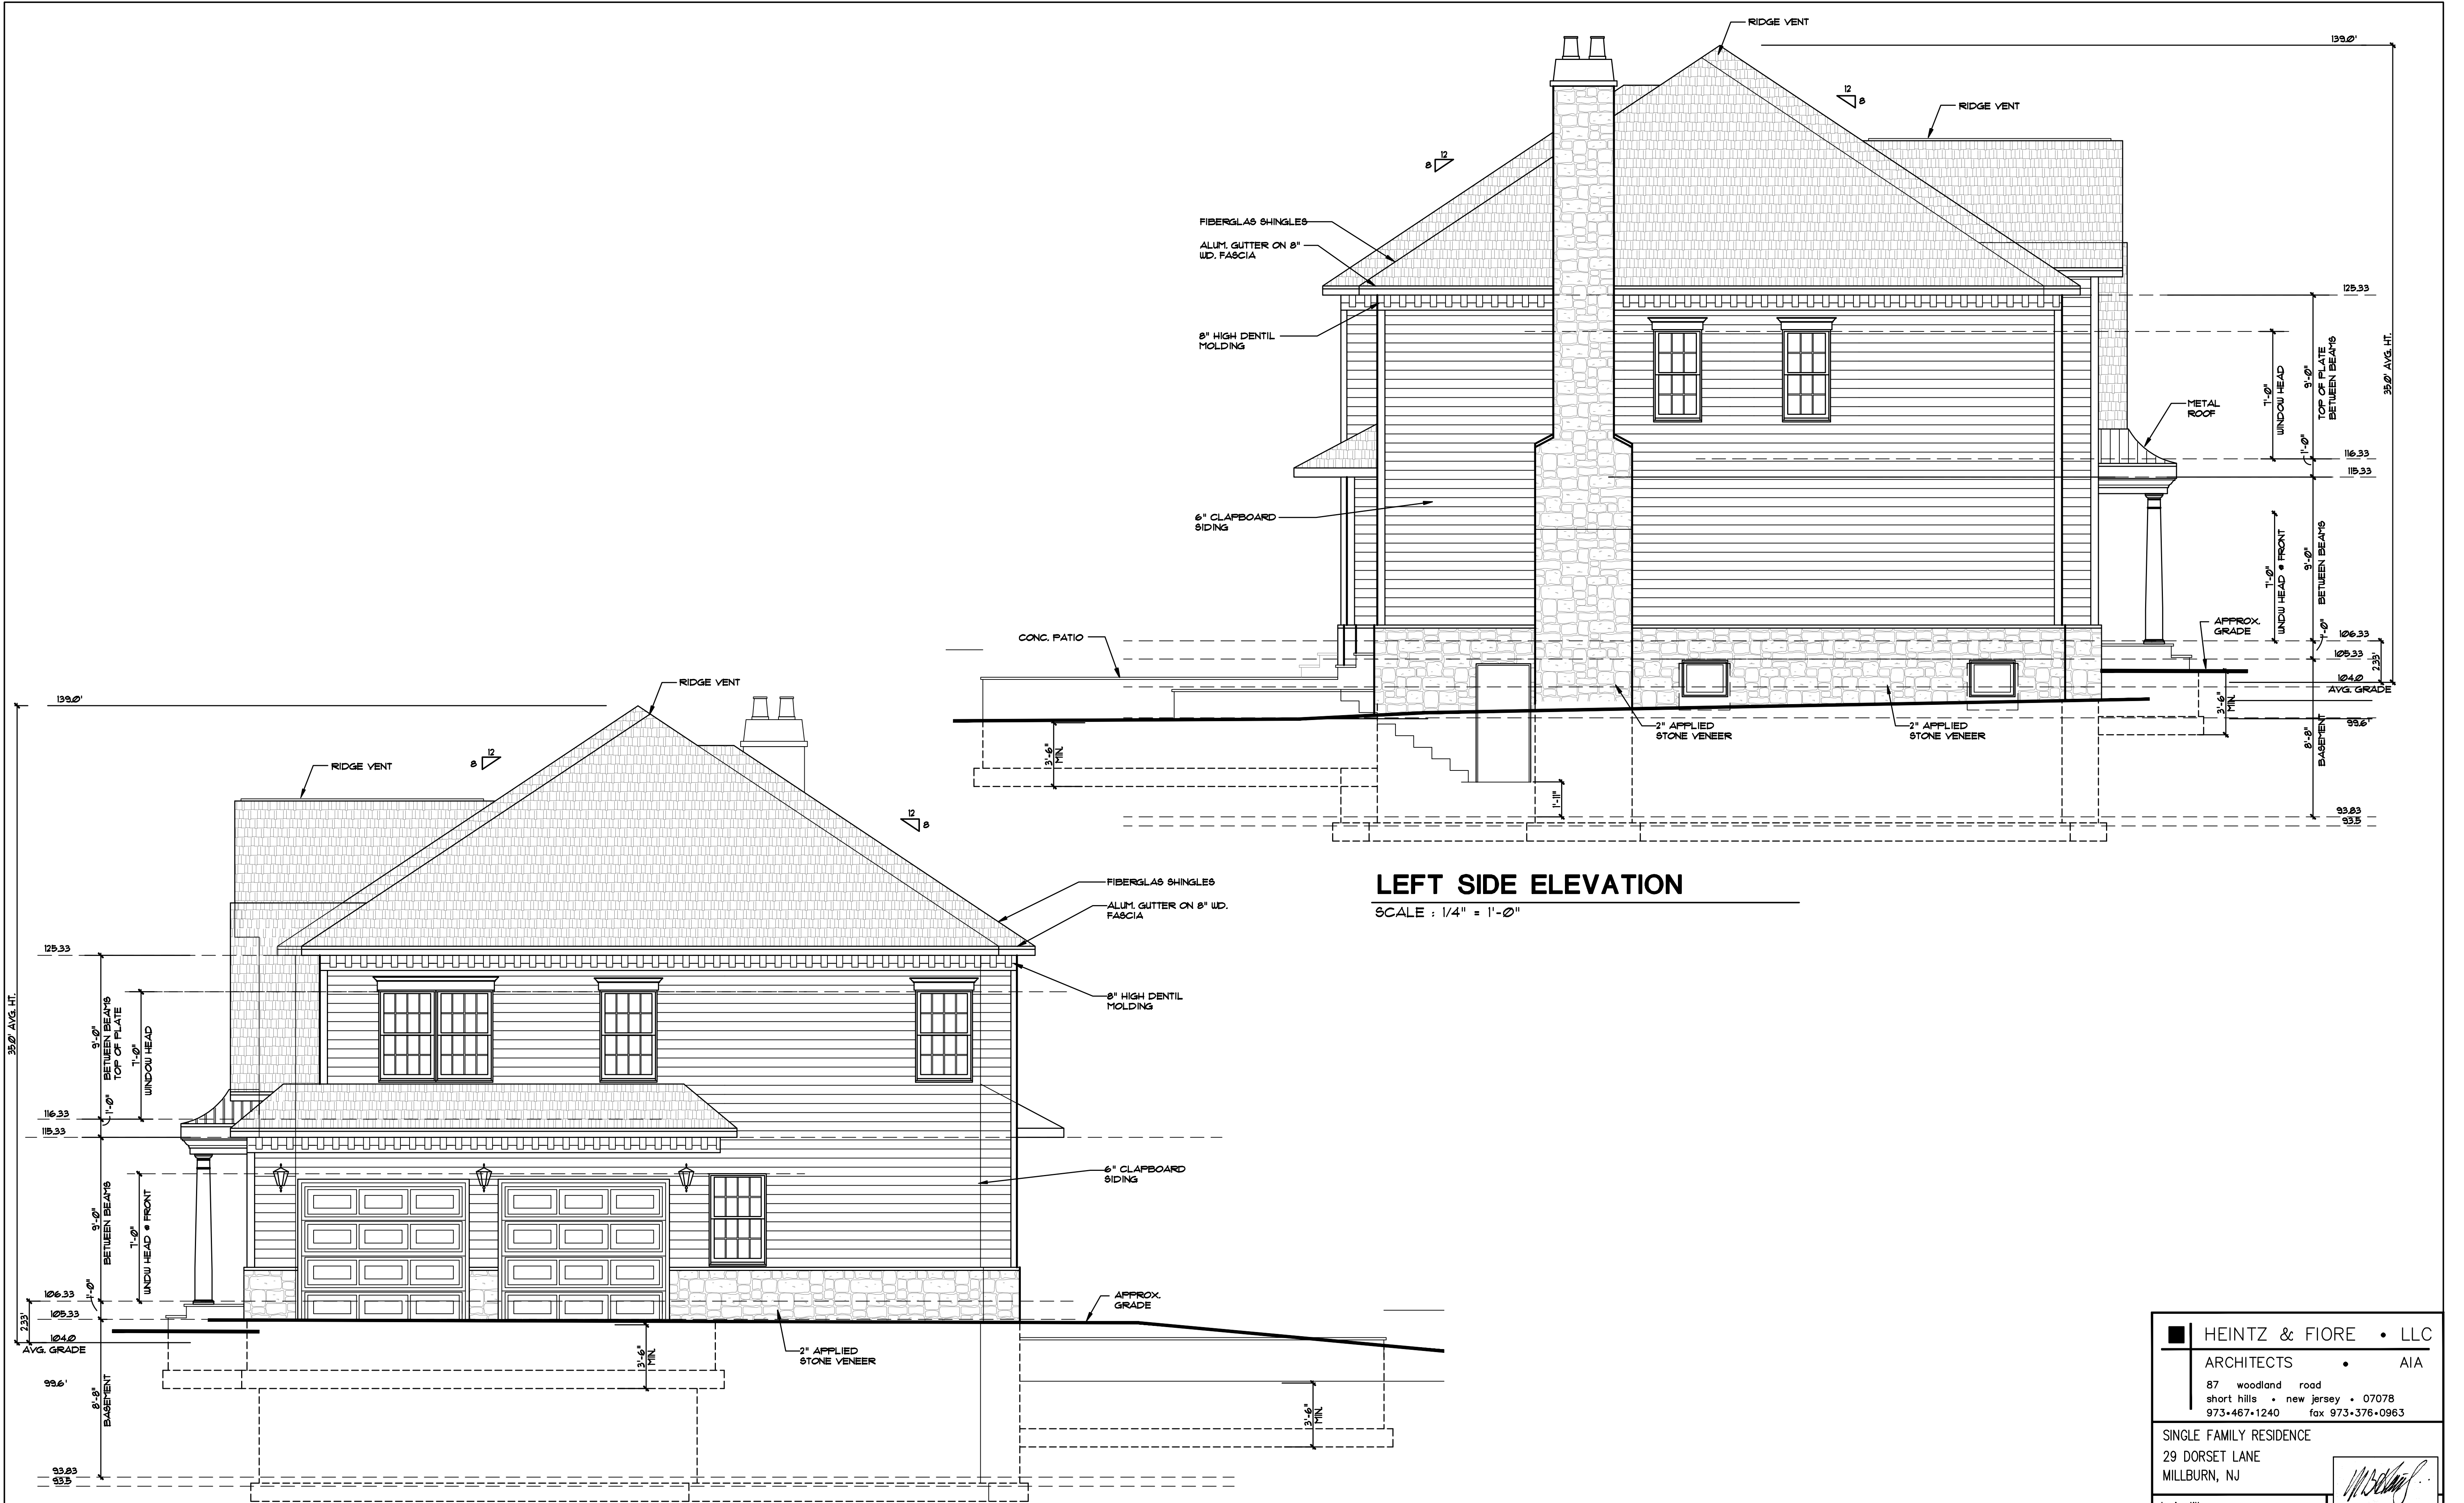 RIDGE VENT
139.0'
12
8
12
8
RIDGE VENT
FIBERGLAS SHINGLES
ALUM. GUTTER ON 8"
WD. FASCIA
8" HIGH DENTIL
MOLDING
6" CLAPBOARD
SIDING
125.33
7'-0"
WINDOW HEAD
9'-0"
TOP OF PLATE
BETWEEN BEAMS
35.0' AVG. HT.
METAL
ROOF
1'-0"
116.33
115.33
7'-0"
WNDW HEAD @ FRONT
9'-0"
BETWEEN BEAMS
APPROX.
GRADE
1'-0"
106.33
105.33
2.33'
104.0
AVG. GRADE
3'-6"
MIN.
99.6'
8'-8"
BASEMENT
93.83
93.5
CONC. PATIO
3'-6"
MIN.
1'-11"
2" APPLIED
STONE VENEER
2" APPLIED
STONE VENEER
LEFT SIDE ELEVATION
SCALE : 1/4" = 1'-0"
139.0'
RIDGE VENT
12
8
RIDGE VENT
12
8
FIBERGLAS SHINGLES
ALUM. GUTTER ON 8" WD.
FASCIA
8" HIGH DENTIL
MOLDING
6" CLAPBOARD
SIDING
125.33
35.0' AVG. HT.
9'-0"
BETWEEN BEAMS
TOP OF PLATE
7'-0"
WINDOW HEAD
1'-0"
116.33
115.33
9'-0"
BETWEEN BEAMS
7'-0"
WNDW HEAD @ FRONT
1'-0"
106.33
105.33
2.33'
104.0
AVG. GRADE
99.6'
8'-8"
BASEMENT
93.83
93.5
3'-6"
MIN.
2" APPLIED
STONE VENEER
APPROX.
GRADE
3'-6"
MIN.
HEINTZ & FIORE • LLC
ARCHITECTS • AIA
87 woodland road
short hills • new jersey • 07078
973•467•1240 fax 973•376•0963
SINGLE FAMILY RESIDENCE
29 DORSET LANE
MILLBURN, NJ